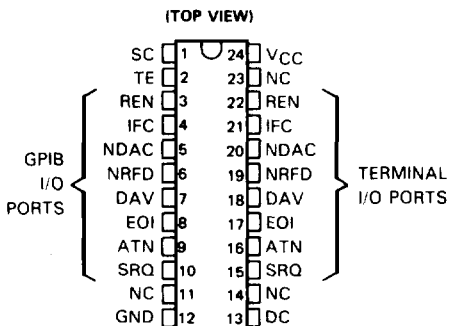 (TOP VIEW)
SC 1 24 VCC
TE 2 23 NC
REN 3 22 REN
IFC 4 21 IFC
NDAC 5 20 NDAC
NRFD 6 19 NRFD
DAV 7 18 DAV
EOI 8 17 EOI
ATN 9 16 ATN
SRQ 10 15 SRQ
NC 11 14 NC
GND 12 13 DC
GPIB
I/O
PORTS
TERMINAL
I/O PORTS